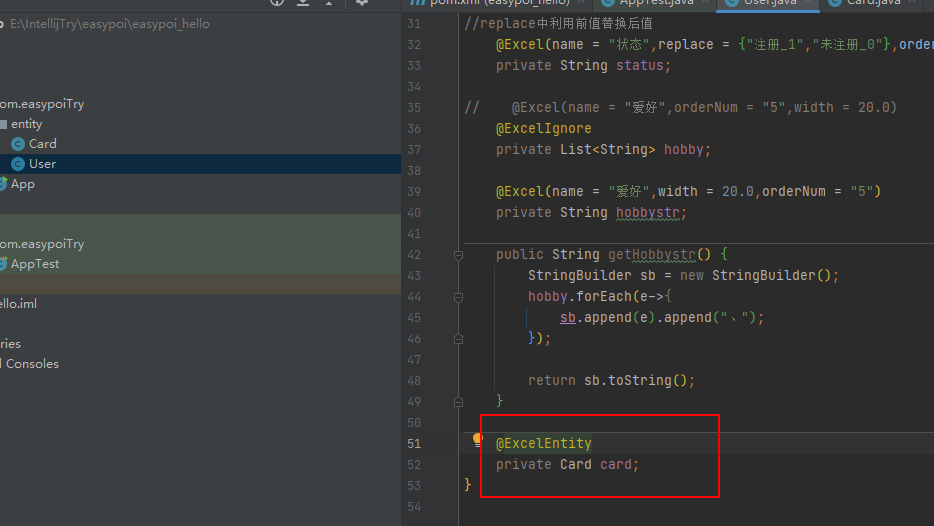 pom.xml (easypoi_hello)
AppTest.java
User.java
Card.java
E:\IntellijTry\easypoi\easypoi_hello
om.easypoiTry
entity
Card
User
App
om.easypoiTry
AppTest
ello.iml
ries
Consoles
31 //replace中利用前值替换后值
32 @Excel(name = "状态",replace = {"注册_1","未注册_0"},orde
33 private String status;
34
35 // @Excel(name = "爱好",orderNum = "5",width = 20.0)
36 @ExcelIgnore
37 private List<String> hobby;
38
39 @Excel(name = "爱好",width = 20.0,orderNum = "5")
40 private String hobbystr;
41
42 public String getHobbystr() {
43 StringBuilder sb = new StringBuilder();
44 hobby.forEach(e->{
45 sb.append(e).append("、");
46 });
47
48 return sb.toString();
49 }
50
51 @ExcelEntity
52 private Card card;
53 }
54